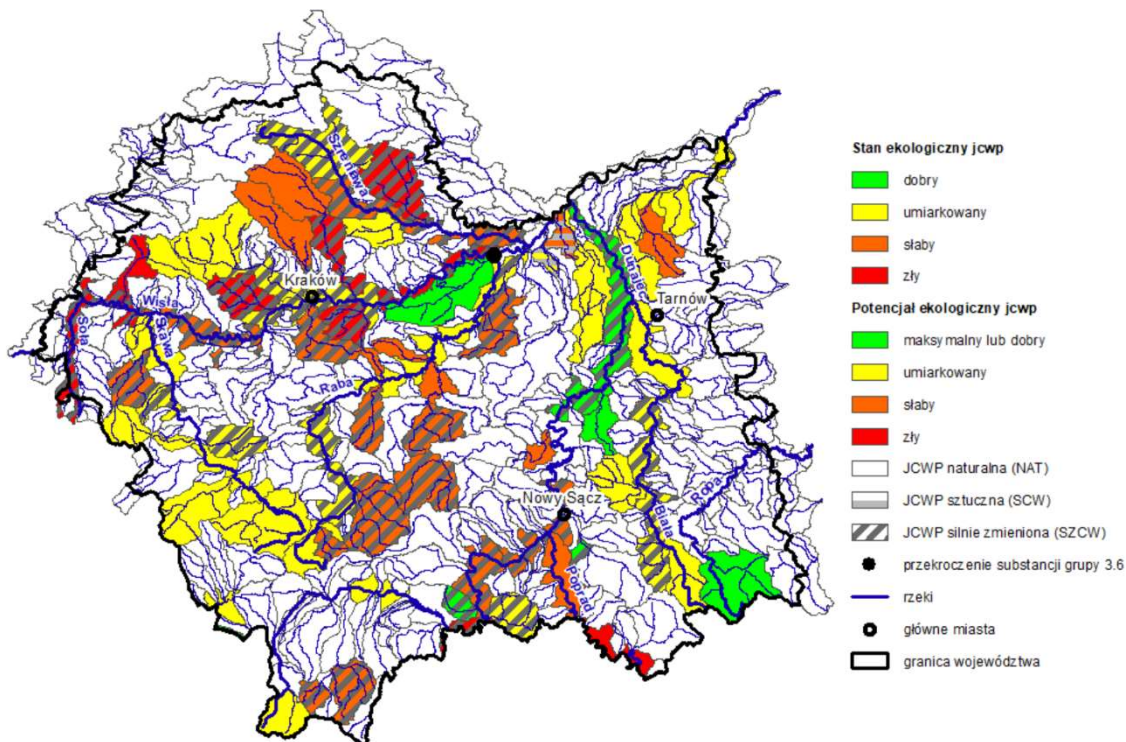 Szreniawa
Kraków
Wisła
Skawa
Soła
Raba
Dunajec
Tarnów
Nowy Sącz
Poprad
Biała
Ropa
Stan ekologiczny jcwp
dobry
umiarkowany
słaby
zły
Potencjał ekologiczny jcwp
maksymalny lub dobry
umiarkowany
słaby
zły
JCWP naturalna (NAT)
JCWP sztuczna (SCW)
JCWP silnie zmieniona (SZCW)
przekroczenie substancji grupy 3.6
rzeki
główne miasta
granica województwa